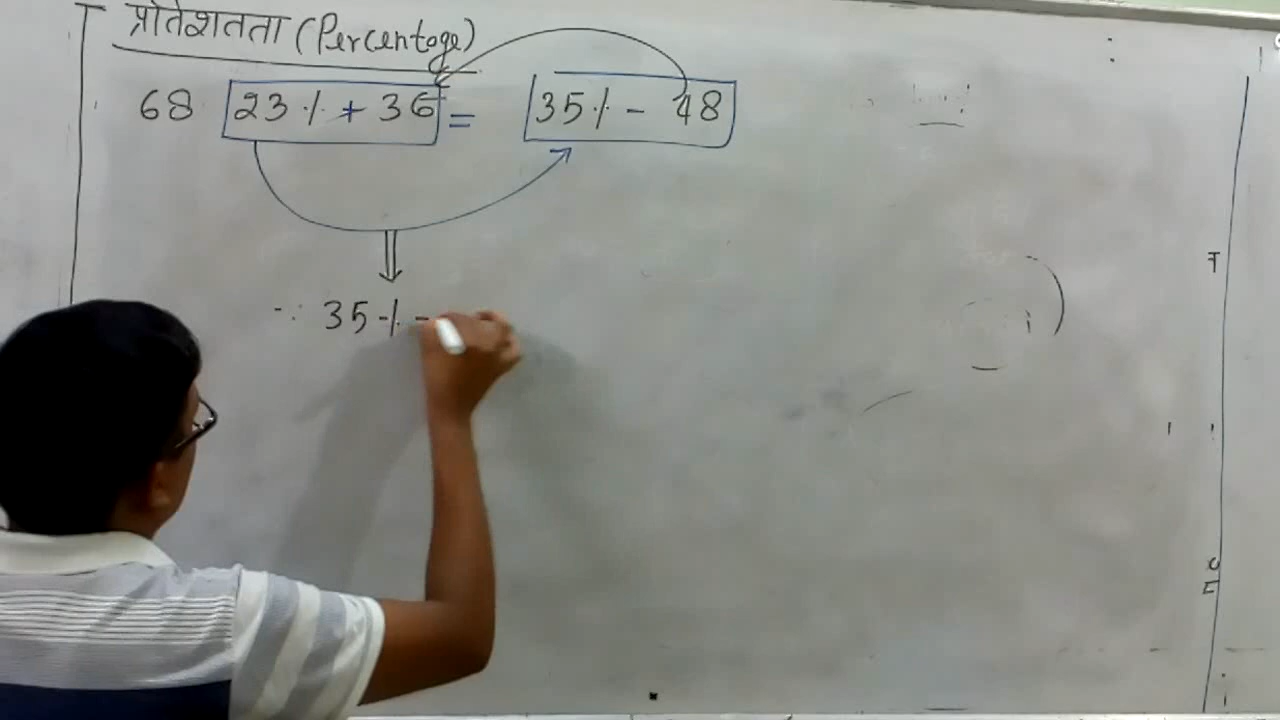 प्रतिशतता (Percentage)
68 23% + 36 = 35% - 48
∵ 35% -